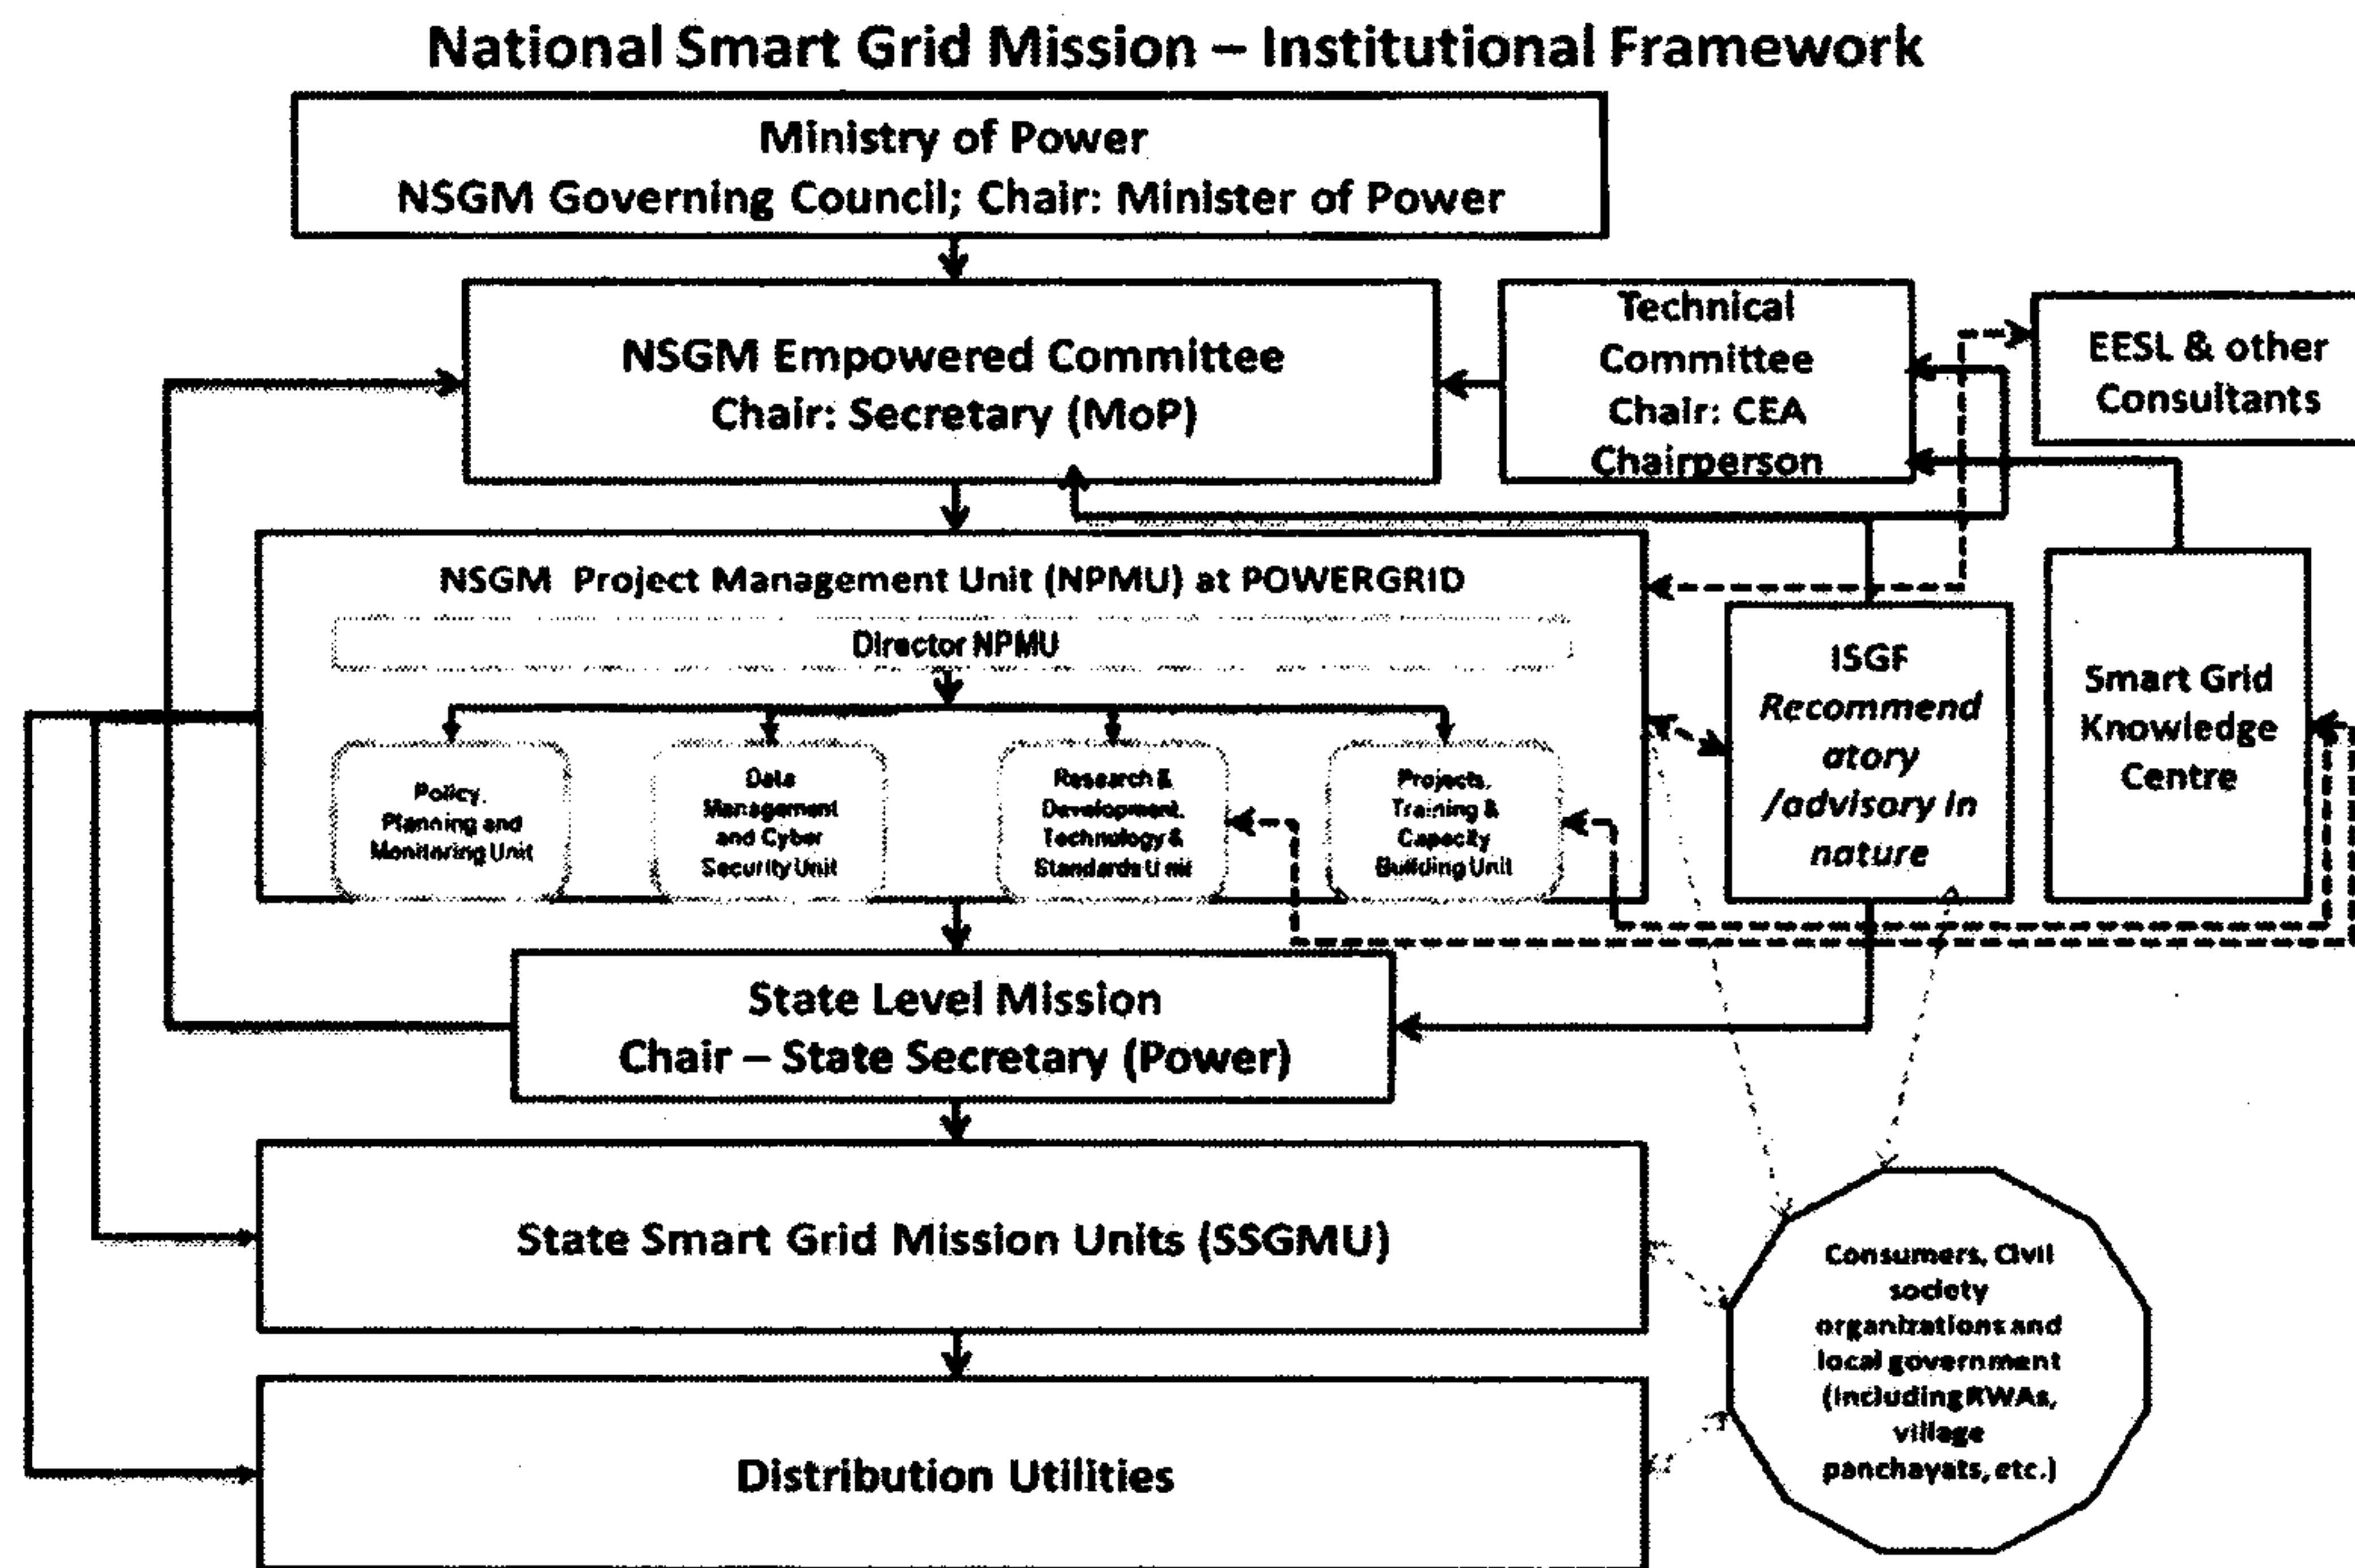 National Smart Grid Mission – Institutional Framework
Ministry of Power
NSGM Governing Council; Chair: Minister of Power
NSGM Empowered Committee
Chair: Secretary (MoP)
Technical
Committee
Chair: CEA
Chairperson
EESL & other
Consultants
NSGM Project Management Unit (NPMU) at POWERGRID
Director NPMU
Policy,
Planning and
Monitoring Unit
Data
Management
and Cyber
Security Unit
Research &
Development,
Technology &
Standards Unit
Projects,
Training &
Capacity
Building Unit
ISGF
Recommend
atory
/advisory in
nature
Smart Grid
Knowledge
Centre
State Level Mission
Chair – State Secretary (Power)
State Smart Grid Mission Units (SSGMU)
Consumers, Civil
society
organizations and
local government
(including RWAs,
village
panchayats, etc.)
Distribution Utilities